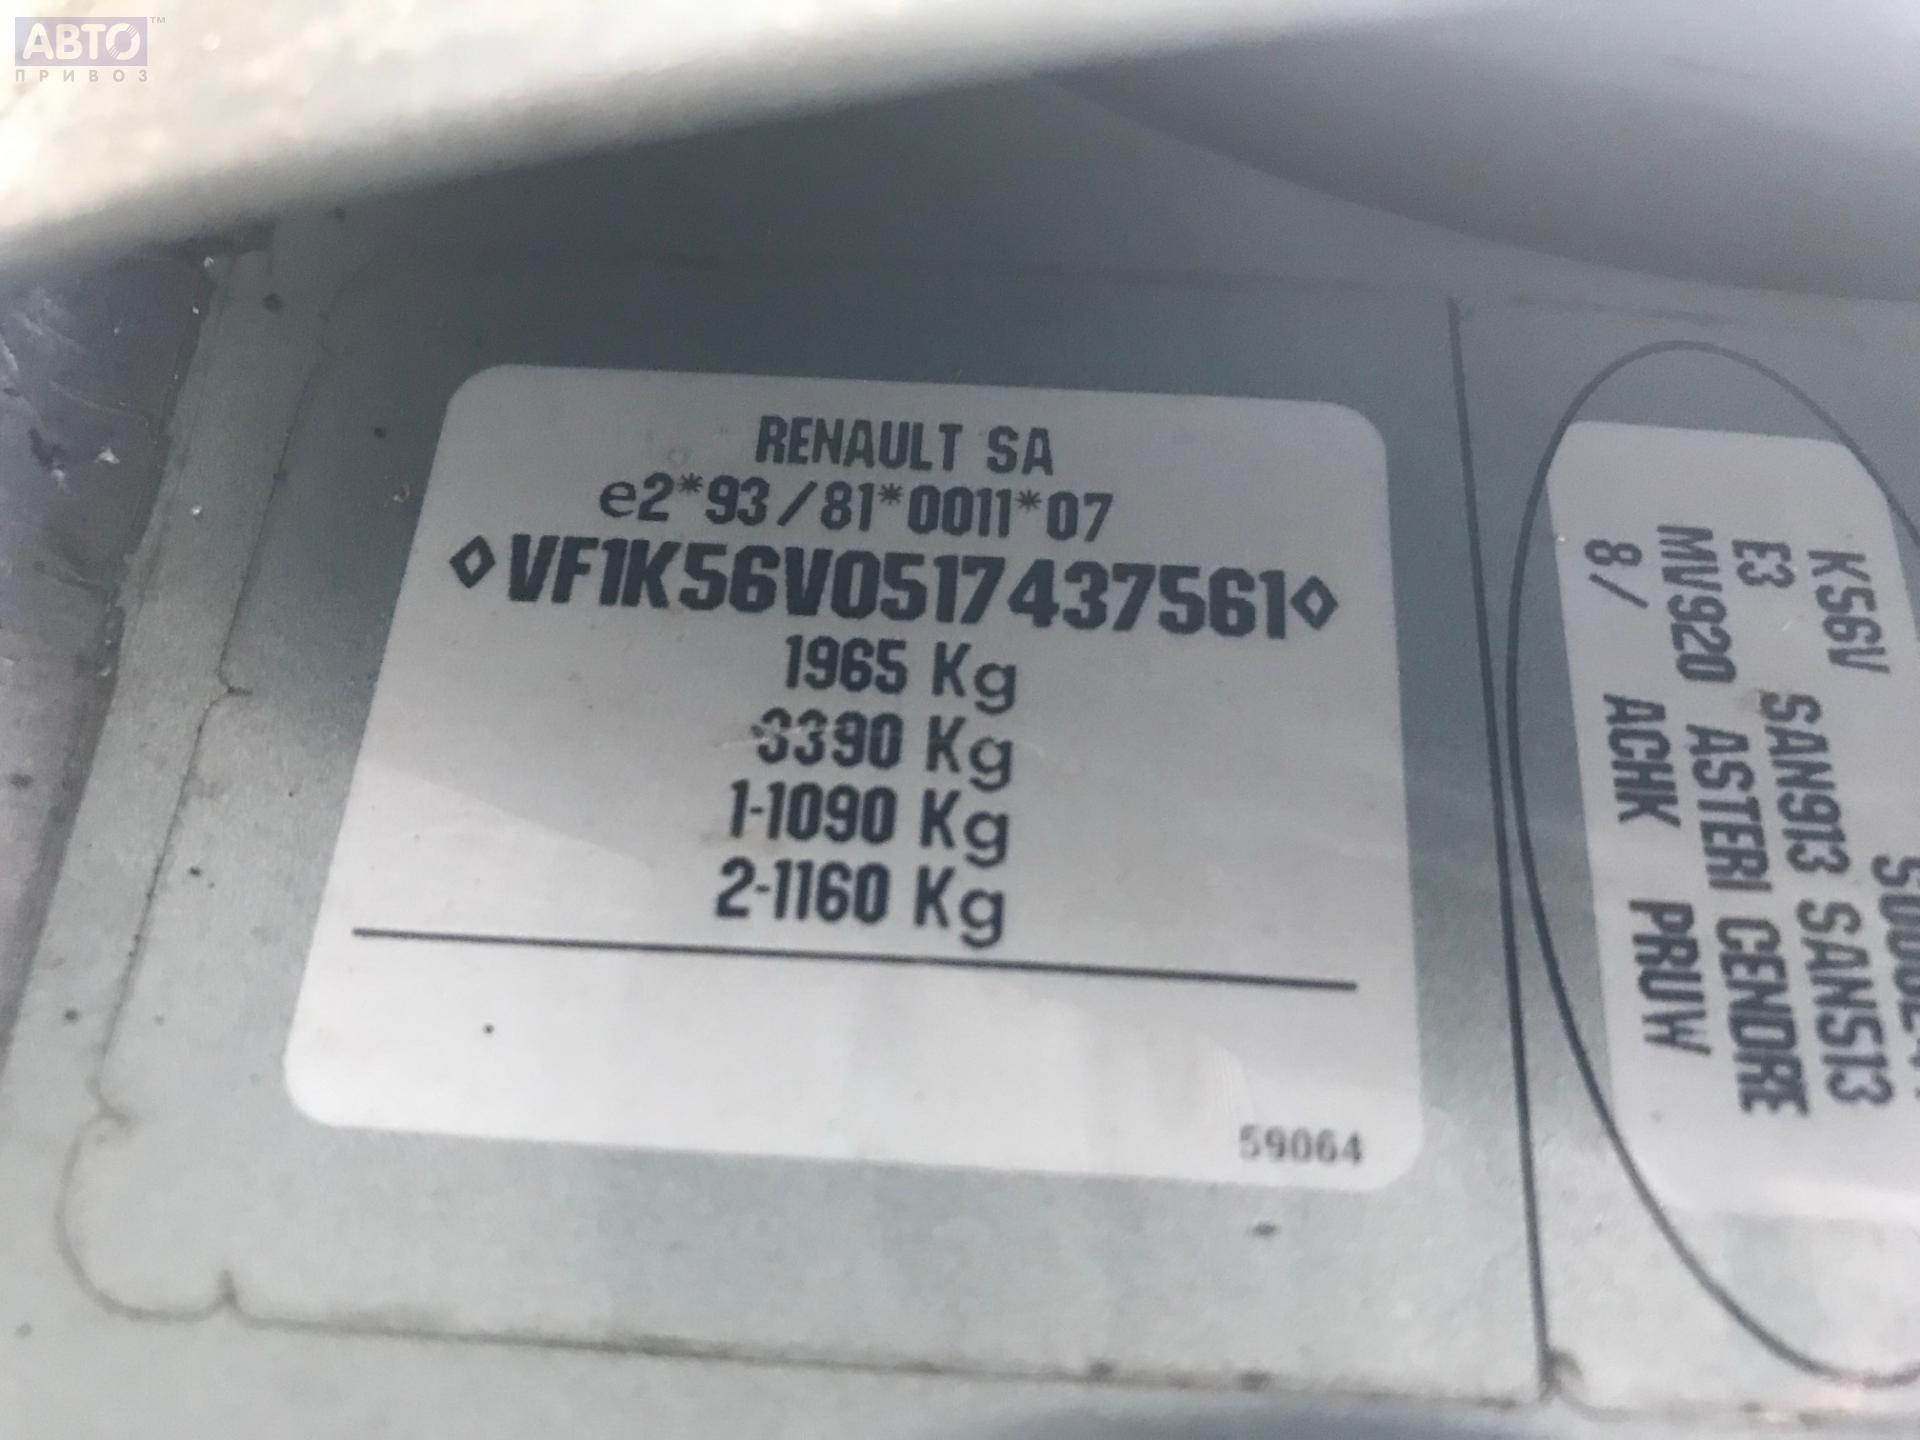 АВТО™
ПРИВОЗ
RENAULT SA
e2*93/81*0011*07
◊VF1K56V0517437561◊
1965 Kg
3390 Kg
1-1090 Kg
2-1160 Kg
59064
K56V
E3 SAN913 SAN513
MV920 ASTERI CENDRE
8/ ACHK PRUW